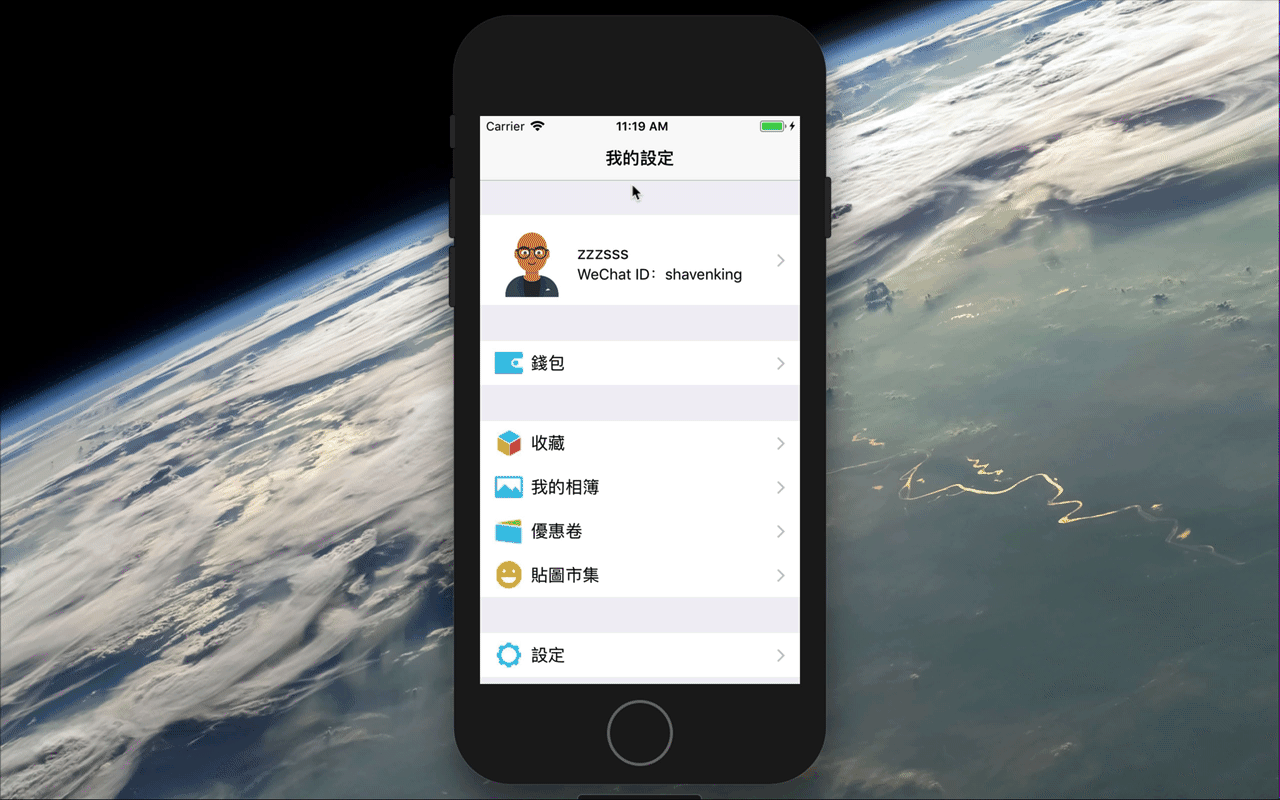 Carrier 11:19 AM
我的設定
zzzsss
WeChat ID：shavenking
錢包
收藏
我的相簿
優惠卷
貼圖市集
設定